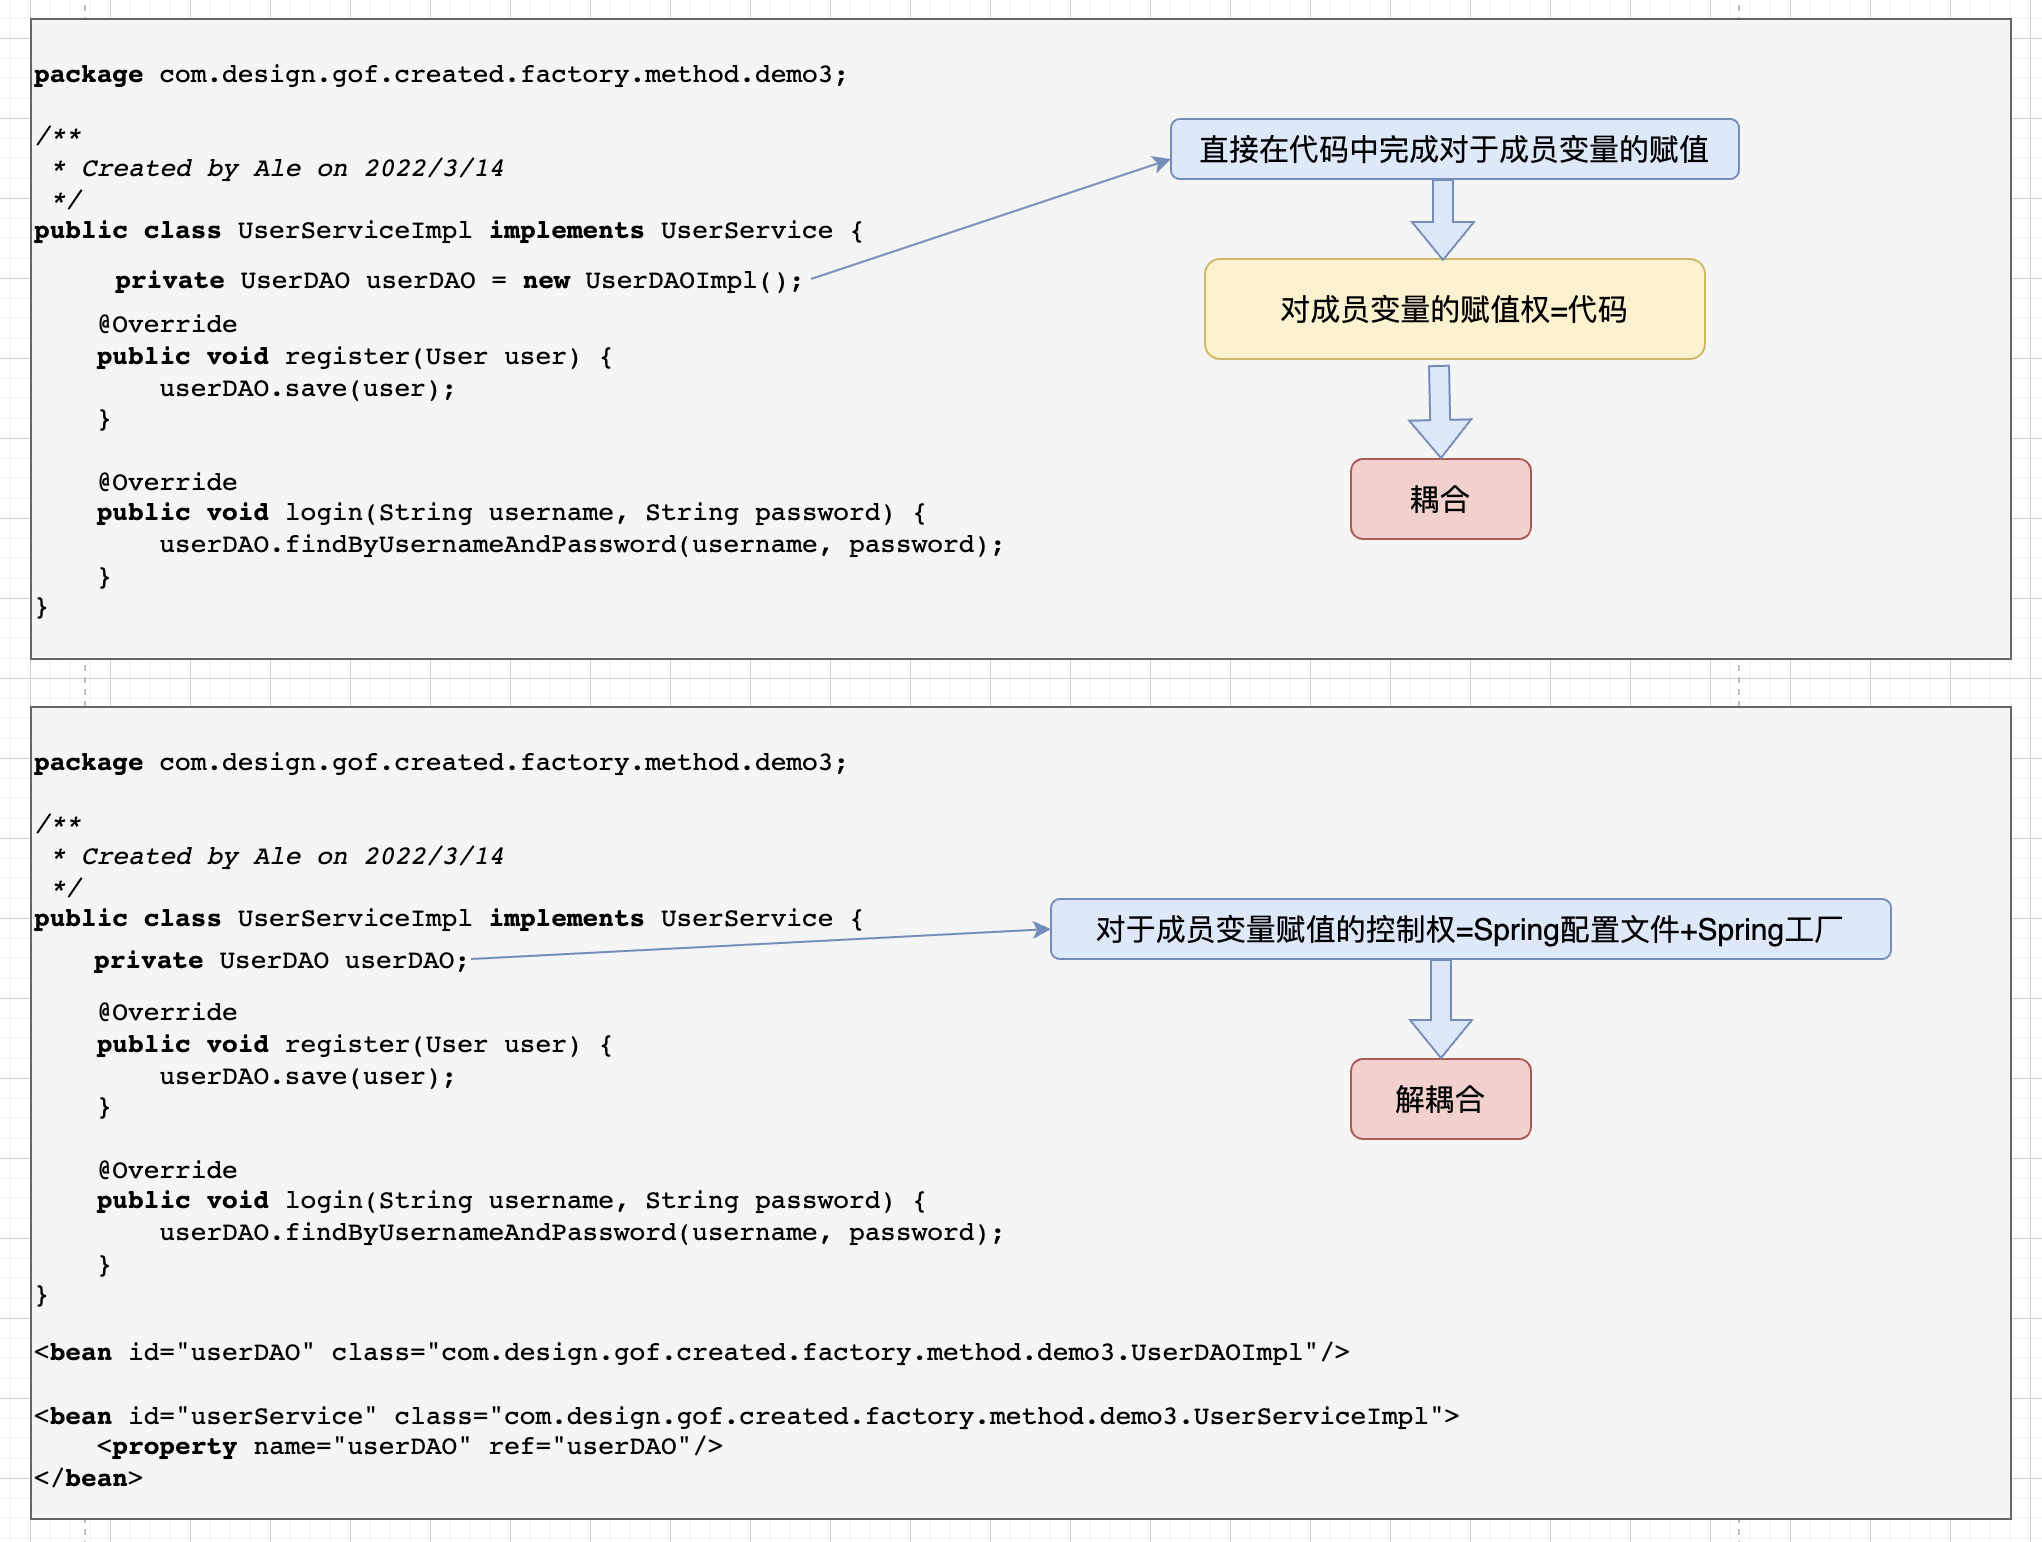 package com.design.gof.created.factory.method.demo3;
/**
 * Created by Ale on 2022/3/14
 */
public class UserServiceImpl implements UserService {
private UserDAO userDAO = new UserDAOImpl();
@Override
public void register(User user) {
userDAO.save(user);
}
@Override
public void login(String username, String password) {
userDAO.findByUsernameAndPassword(username, password);
}
}
直接在代码中完成对于成员变量的赋值
对成员变量的赋值权=代码
耦合
package com.design.gof.created.factory.method.demo3;
/**
 * Created by Ale on 2022/3/14
 */
public class UserServiceImpl implements UserService {
private UserDAO userDAO;
@Override
public void register(User user) {
userDAO.save(user);
}
@Override
public void login(String username, String password) {
userDAO.findByUsernameAndPassword(username, password);
}
}
<bean id="userDAO" class="com.design.gof.created.factory.method.demo3.UserDAOImpl"/>
<bean id="userService" class="com.design.gof.created.factory.method.demo3.UserServiceImpl">
<property name="userDAO" ref="userDAO"/>
</bean>
对于成员变量赋值的控制权=Spring配置文件+Spring工厂
解耦合